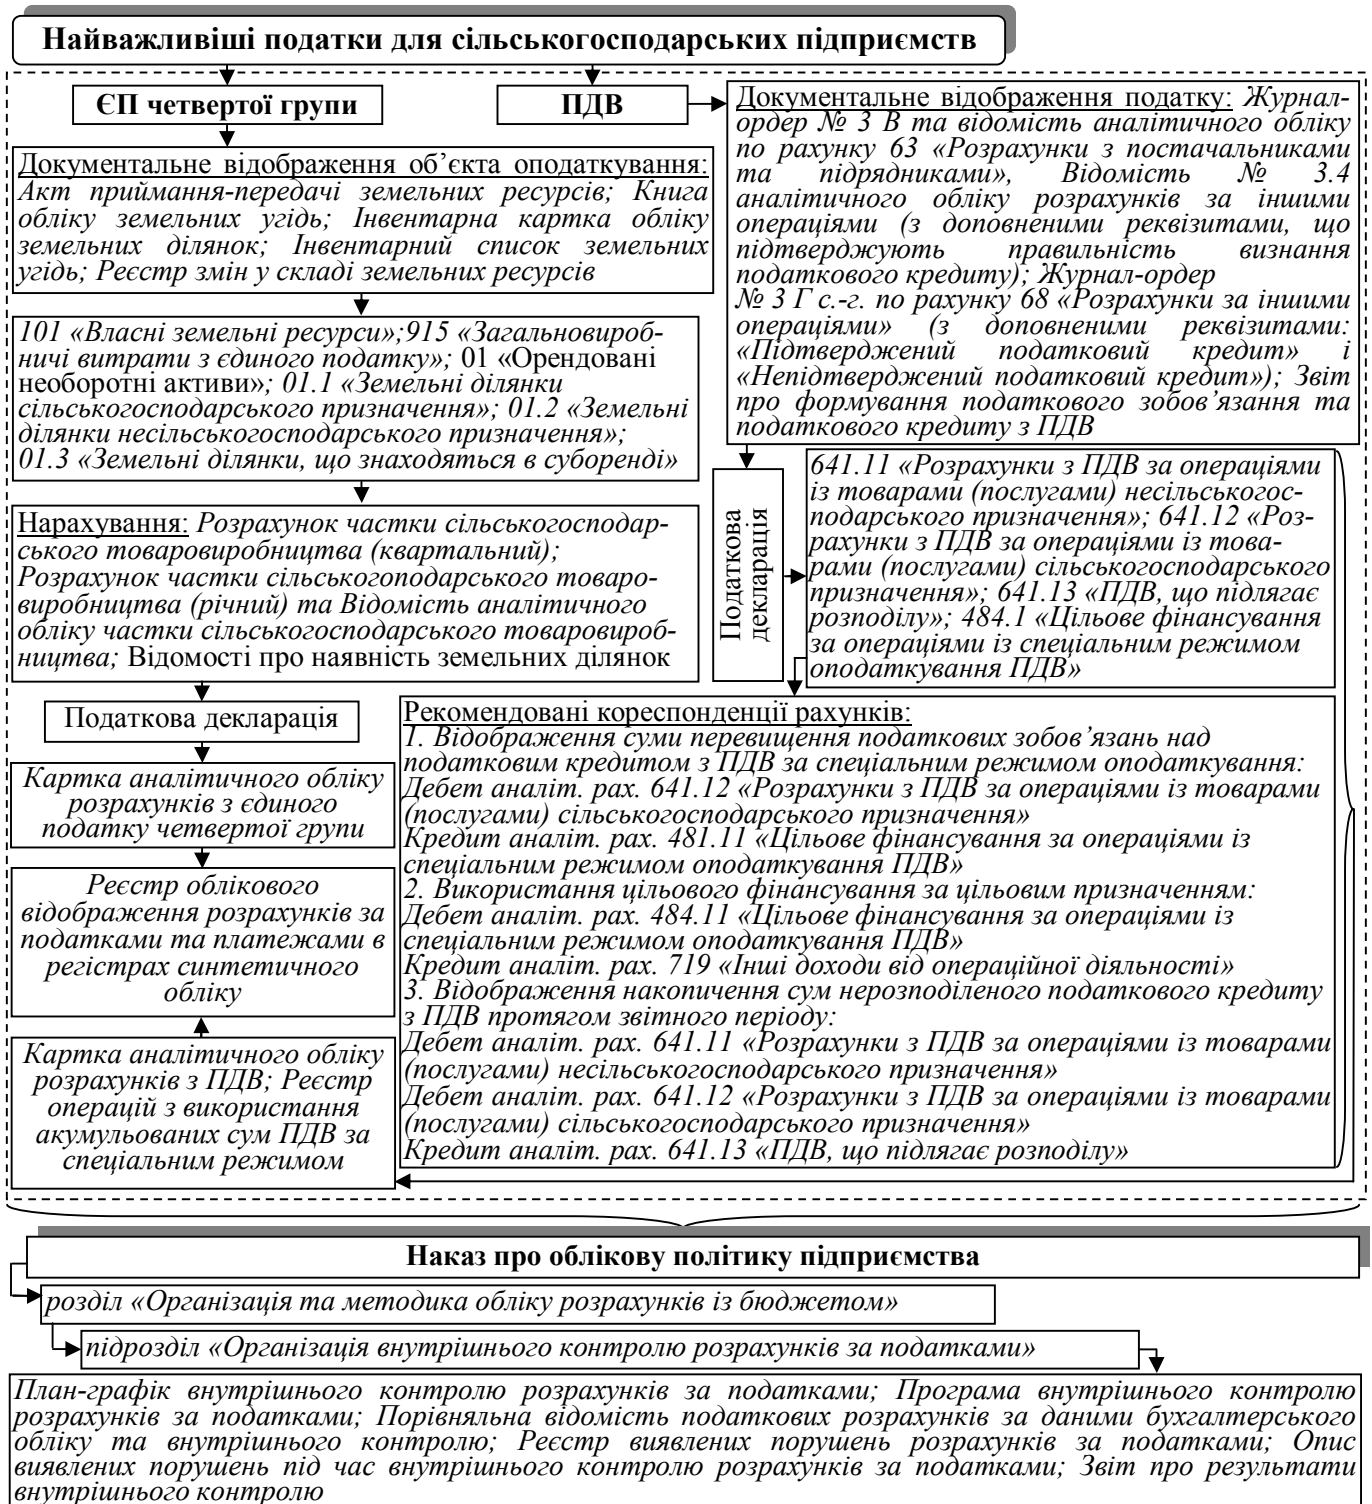 Найважливіші податки для сільськогосподарських підприємств
ЄП четвертої групи
ПДВ
Документальне відображення об’єкта оподаткування:
Акт приймання-передачі земельних ресурсів; Книга
обліку земельних угідь; Інвентарна картка обліку
земельних ділянок; Інвентарний список земельних
угідь; Реєстр змін у складі земельних ресурсів
101 «Власні земельні ресурси»;915 «Загальновироб-
ничі витрати з єдиного податку»; 01 «Орендовані
необоротні активи»; 01.1 «Земельні ділянки
сільськогосподарського призначення»; 01.2 «Земельні
ділянки несільськогосподарського призначення»;
01.3 «Земельні ділянки, що знаходяться в суборенді»
Нарахування: Розрахунок частки сільськогосподар-
ського товаровиробництва (квартальний);
Розрахунок частки сільськогоподарського товаро-
виробництва (річний) та Відомість аналітичного
обліку частки сільськогосподарського товаровироб-
ництва; Відомості про наявність земельних ділянок
Податкова декларація
Картка аналітичного обліку
розрахунків з єдиного
податку четвертої групи
Реєстр облікового
відображення розрахунків за
податками та платежами в
регістрах синтетичного
обліку
Картка аналітичного обліку
розрахунків з ПДВ; Реєстр
операцій з використання
акумульованих сум ПДВ за
спеціальним режимом
Документальне відображення податку: Журнал-
ордер № 3 В та відомість аналітичного обліку
по рахунку 63 «Розрахунки з постачальниками
та підрядниками», Відомість № 3.4
аналітичного обліку розрахунків за іншими
операціями (з доповненими реквізитами, що
підтверджують правильність визнання
податкового кредиту); Журнал-ордер
№ 3 Г с.-г. по рахунку 68 «Розрахунки за іншими
операціями» (з доповненими реквізитами:
«Підтверджений податковий кредит» і
«Непідтверджений податковий кредит»); Звіт
про формування податкового зобов’язання та
податкового кредиту з ПДВ
Податкова
декларація
641.11 «Розрахунки з ПДВ за операціями
із товарами (послугами) несільськогос-
подарського призначення»; 641.12 «Роз-
рахунки з ПДВ за операціями із това-
рами (послугами) сільськогосподарського
призначення»; 641.13 «ПДВ, що підлягає
розподілу»; 484.1 «Цільове фінансування
за операціями із спеціальним режимом
оподаткування ПДВ»
Рекомендовані кореспонденції рахунків:
1. Відображення суми перевищення податкових зобов’язань над
податковим кредитом з ПДВ за спеціальним режимом оподаткування:
Дебет аналіт. рах. 641.12 «Розрахунки з ПДВ за операціями із товарами
(послугами) сільськогосподарського призначення»
Кредит аналіт. рах. 481.11 «Цільове фінансування за операціями із
спеціальним режимом оподаткування ПДВ»
2. Використання цільового фінансування за цільовим призначенням:
Дебет аналіт. рах. 484.11 «Цільове фінансування за операціями із
спеціальним режимом оподаткування ПДВ»
Кредит аналіт. рах. 719 «Інші доходи від операційної діяльності»
3. Відображення накопичення сум нерозподіленого податкового кредиту
з ПДВ протягом звітного періоду:
Дебет аналіт. рах. 641.11 «Розрахунки з ПДВ за операціями із товарами
(послугами) несільськогосподарського призначення»
Дебет аналіт. рах. 641.12 «Розрахунки з ПДВ за операціями із товарами
(послугами) сільськогосподарського призначення»
Кредит аналіт. рах. 641.13 «ПДВ, що підлягає розподілу»
Наказ про облікову політику підприємства
розділ «Організація та методика обліку розрахунків із бюджетом»
підрозділ «Організація внутрішнього контролю розрахунків за податками»
План-графік внутрішнього контролю розрахунків за податками; Програма внутрішнього контролю
розрахунків за податками; Порівняльна відомість податкових розрахунків за даними бухгалтерського
обліку та внутрішнього контролю; Реєстр виявлених порушень розрахунків за податками; Опис
виявлених порушень під час внутрішнього контролю розрахунків за податками; Звіт про результати
внутрішнього контролю